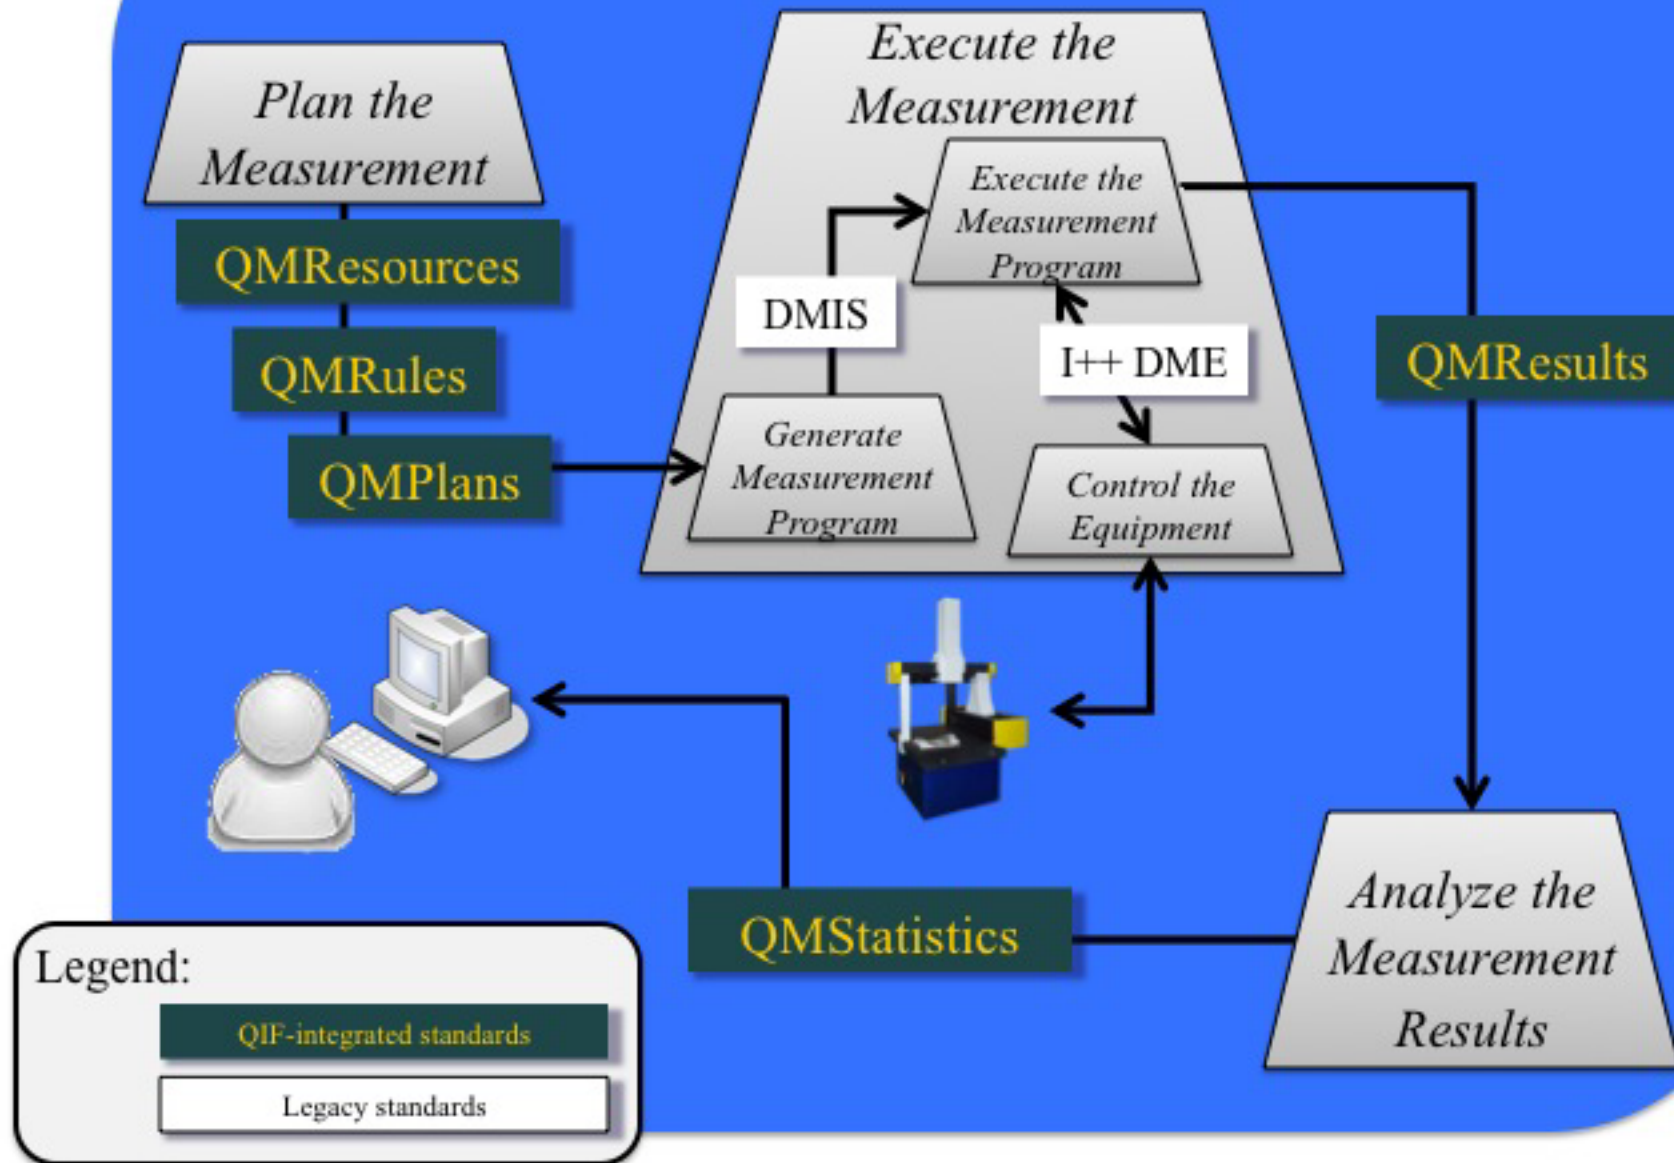 Plan the
Measurement
QMResources
QMRules
QMPlans
Execute the
Measurement
Execute the
Measurement
Program
DMIS
I++ DME
Generate
Measurement
Program
Control the
Equipment
QMResults
Analyze the
Measurement
Results
QMStatistics
Legend:
QIF-integrated standards
Legacy standards